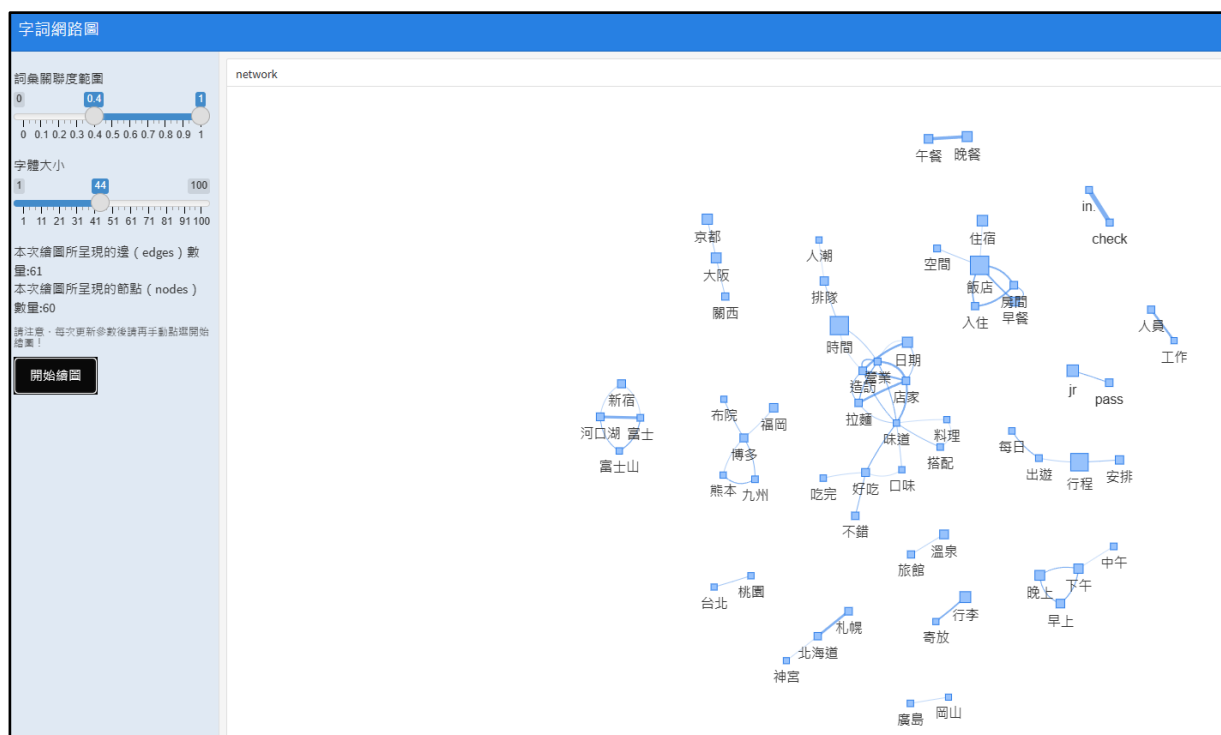 字詞網路圖
詞彙關聯度範圍
0 0.4 1
0 0.1 0.2 0.3 0.4 0.5 0.6 0.7 0.8 0.9 1
字體大小
1 44 100
1 11 21 31 41 51 61 71 81 91 100
本次繪圖所呈現的邊（edges）數
量:61
本次繪圖所呈現的節點（nodes）
數量:60
請注意，每次更新參數後請再手動點選開始
繪圖！
開始繪圖
network
午餐 晚餐
in.
check
京都
大阪
關西
人潮
排隊
時間
住宿
空間
飯店
房間
早餐
入住
人員
工作
日期
營業
造訪
店家
拉麵
味道
料理
搭配
口味
好吃
吃完
不錯
jr
pass
新宿
河口湖
富士
富士山
布院
福岡
博多
熊本
九州
每日
出遊
行程
安排
溫泉
旅館
中午
下午
晚上
早上
台北
桃園
行李
寄放
札幌
北海道
神宮
廣島
岡山